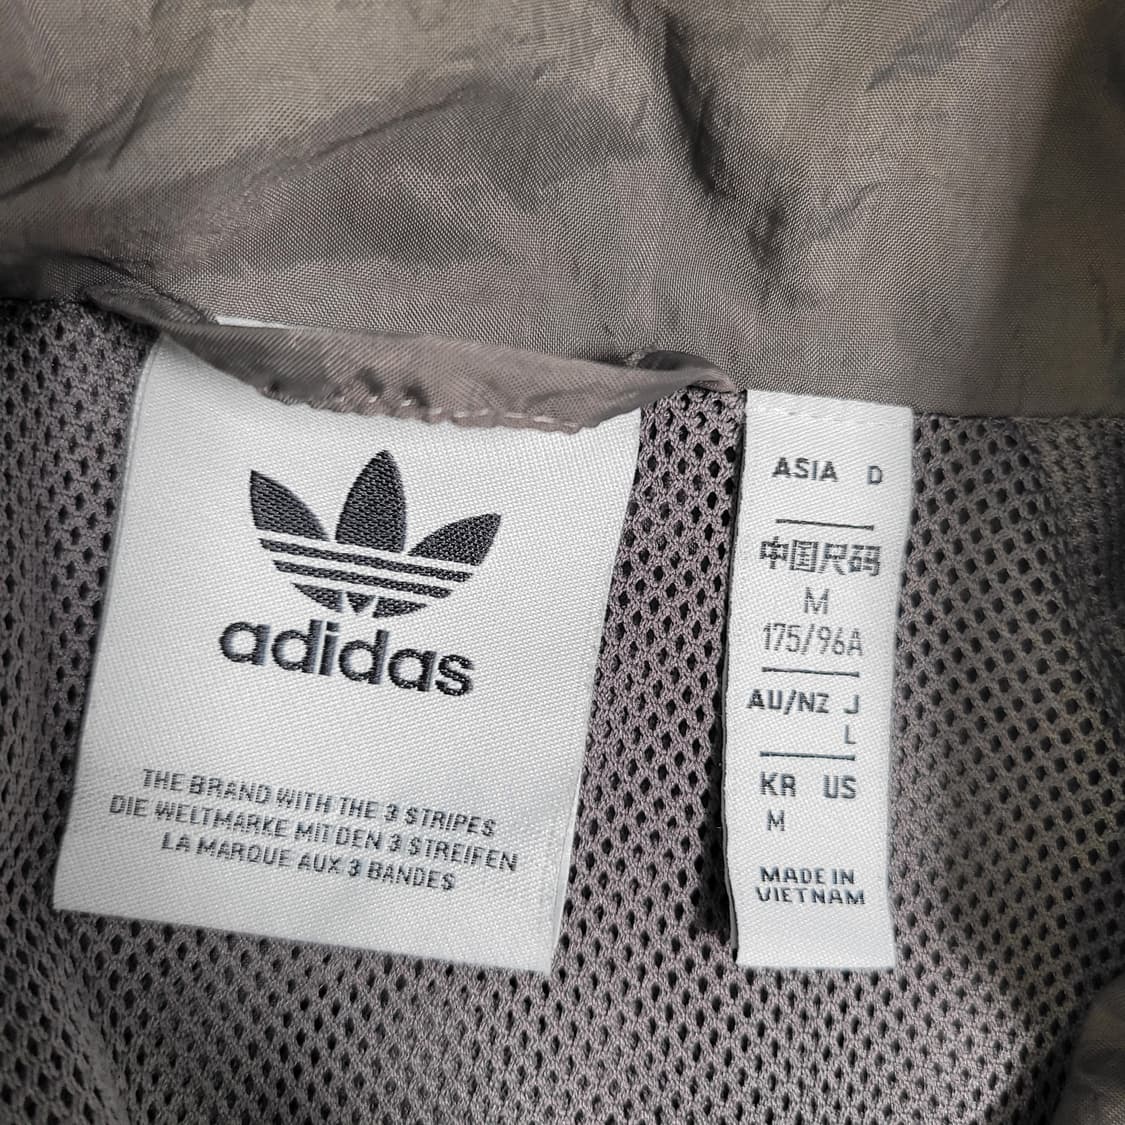 adidas
THE BRAND WITH THE 3 STRIPES
DIE WELTMARKE MIT DEN 3 STREIFEN
LA MARQUE AUX 3 BANDES
ASIA D
中国尺码
M
175/96A
AU/NZ J
L
KR US
M
MADE IN
VIETNAM